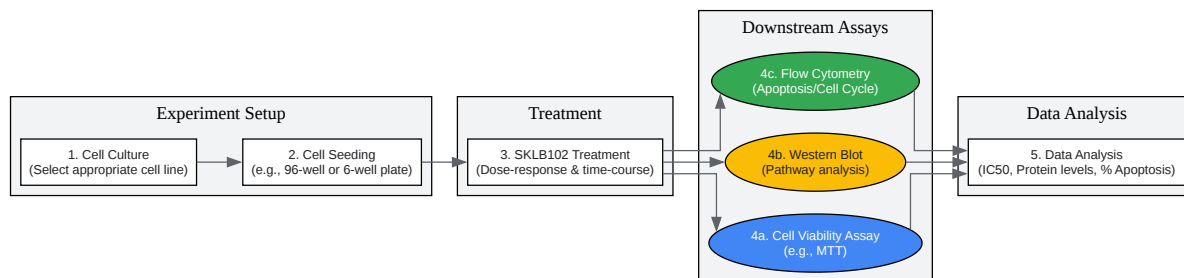 Experiment Setup
1. Cell Culture
(Select appropriate cell line)
2. Cell Seeding
(e.g., 96-well or 6-well plate)
Treatment
3. SKLB102 Treatment
(Dose-response & time-course)
Downstream Assays
4c. Flow Cytometry
(Apoptosis/Cell Cycle)
4b. Western Blot
(Pathway analysis)
4a. Cell Viability Assay
(e.g., MTT)
Data Analysis
5. Data Analysis
(IC50, Protein levels, % Apoptosis)